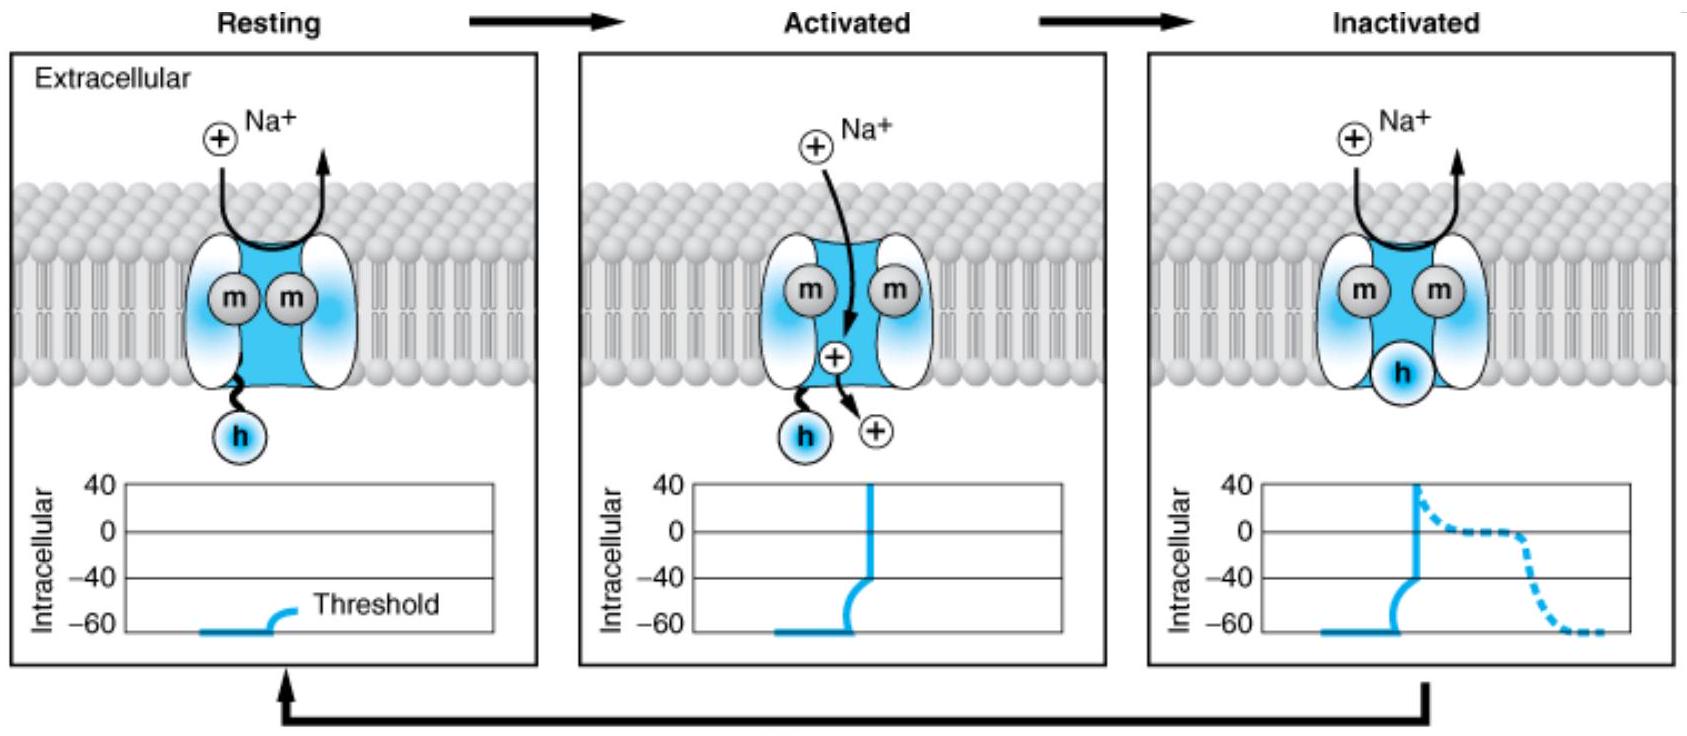 Resting
Activated
Inactivated
Extracellular
Na+
+
m
m
h
Intracellular
40
0
−40
−60
Threshold
Na+
+
m
m
+
h
+
Intracellular
40
0
−40
−60
Na+
+
m
m
h
Intracellular
40
0
−40
−60